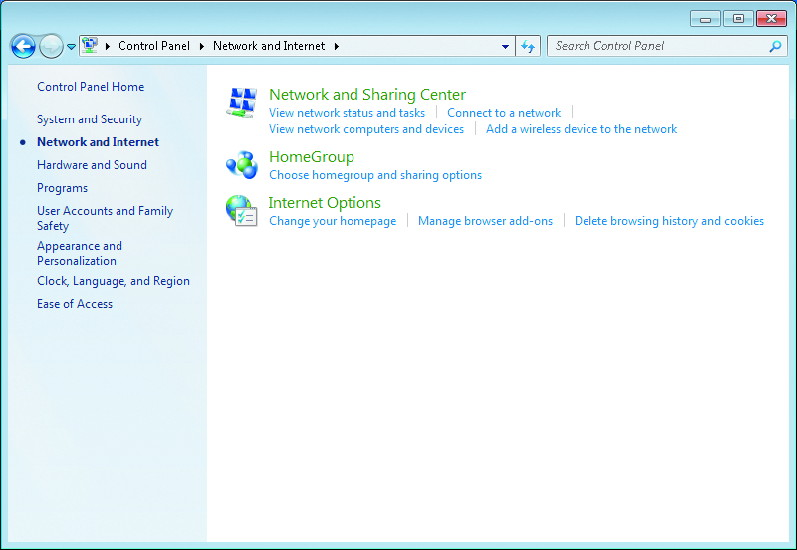 Control Panel Network and Internet Search Control Panel
Control Panel Home
System and Security
Network and Internet
Hardware and Sound
Programs
User Accounts and Family
Safety
Appearance and
Personalization
Clock, Language, and Region
Ease of Access
Network and Sharing Center
View network status and tasks Connect to a network
View network computers and devices Add a wireless device to the network
HomeGroup
Choose homegroup and sharing options
Internet Options
Change your homepage Manage browser add-ons Delete browsing history and cookies